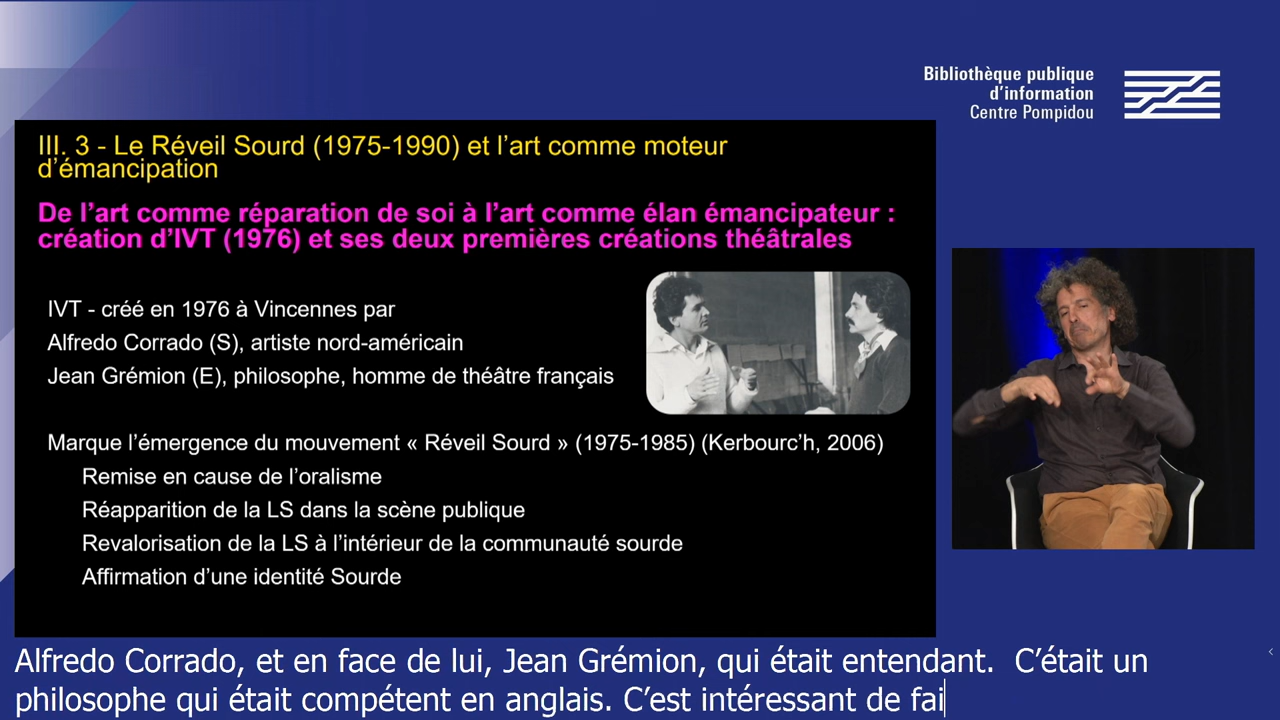 Bibliothèque publique
d'information
Centre Pompidou
III. 3 - Le Réveil Sourd (1975-1990) et l'art comme moteur
d'émancipation
De l'art comme réparation de soi à l'art comme élan émancipateur :
création d'IVT (1976) et ses deux premières créations théâtrales
IVT - créé en 1976 à Vincennes par
Alfredo Corrado (S), artiste nord-américain
Jean Grémion (E), philosophe, homme de théâtre français
Marque l'émergence du mouvement « Réveil Sourd » (1975-1985) (Kerbourc'h, 2006)
Remise en cause de l'oralisme
Réapparition de la LS dans la scène publique
Revalorisation de la LS à l'intérieur de la communauté sourde
Affirmation d'une identité Sourde
Alfredo Corrado, et en face de lui, Jean Grémion, qui était entendant.  C'était un
philosophe qui était compétent en anglais. C'est intéressant de fai